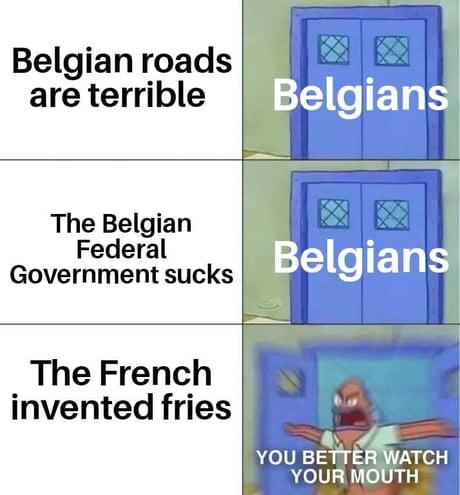 Belgian roads
are terrible
Belgians
The Belgian
Federal
Government sucks
Belgians
The French
invented fries
YOU BETTER WATCH
YOUR MOUTH